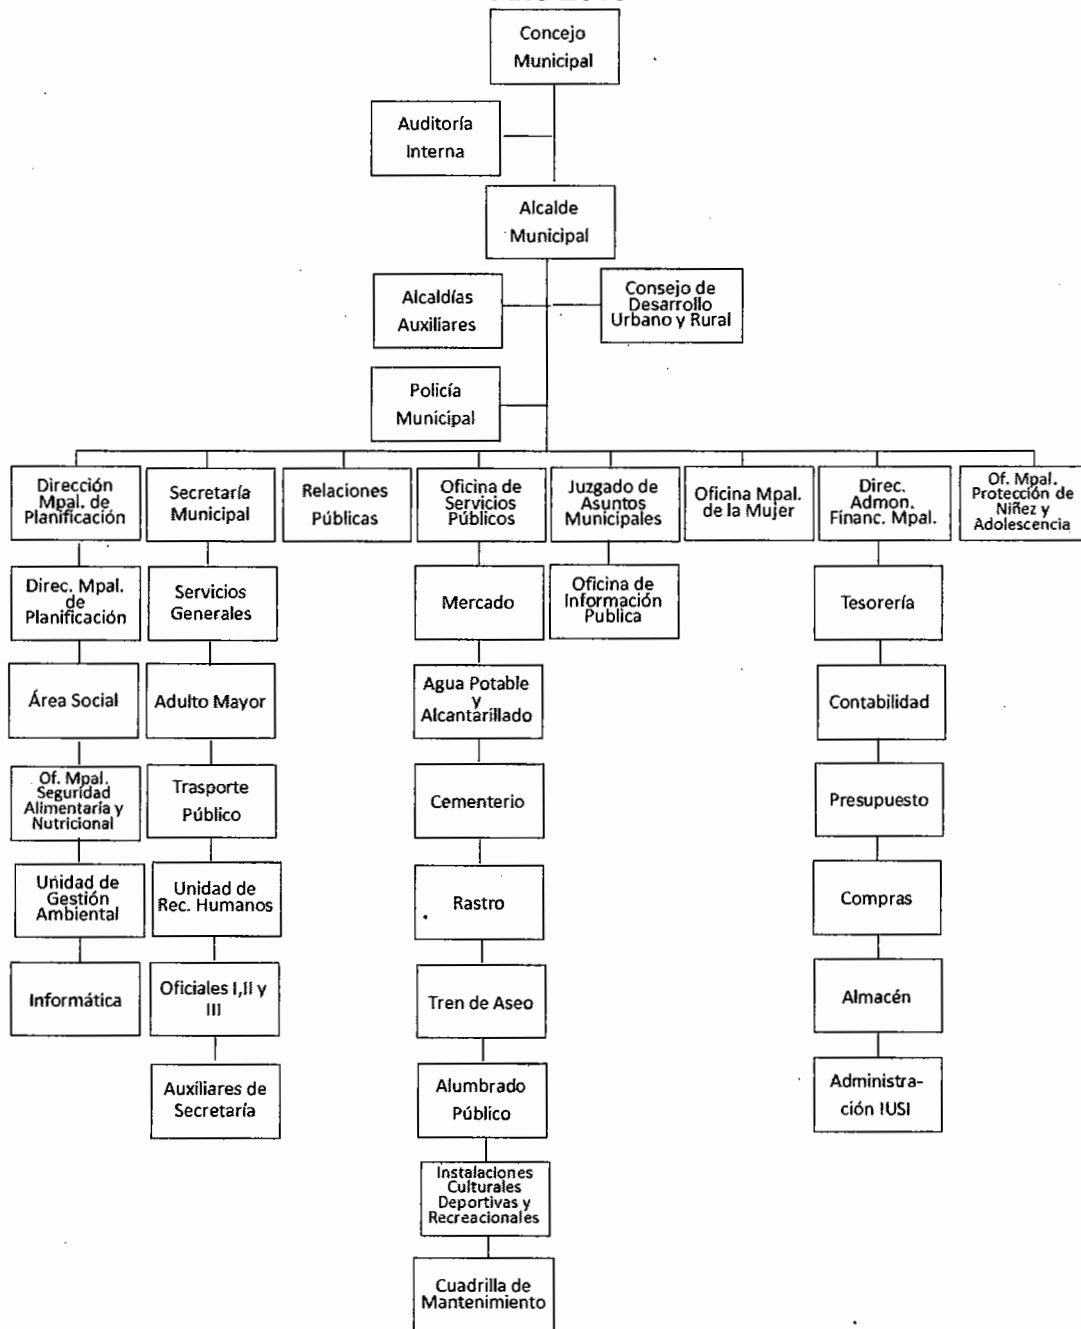 Concejo
Municipal
Auditoría
Interna
Alcalde
Municipal
Alcaldías
Auxiliares
Consejo de
Desarrollo
Urbano y Rural
Policía
Municipal
Dirección
Mpal. de
Planificación
Secretaría
Municipal
Relaciones
Públicas
Oficina de
Servicios
Públicos
Juzgado de
Asuntos
Municipales
Oficina Mpal.
de la Mujer
Direc.
Admon.
Financ. Mpal.
Of. Mpal.
Protección de
Niñez y
Adolescencia
Direc. Mpal.
de
Planificación
Servicios
Generales
Mercado
Oficina de
Información
Publica
Tesorería
Área Social
Adulto Mayor
Agua Potable
y
Alcantarillado
Contabilidad
Of. Mpal.
Seguridad
Alimentaría y
Nutricional
Trasporte
Público
Cementerio
Presupuesto
Unidad de
Gestión
Ambiental
Unidad de
Rec. Humanos
Rastro
Compras
Informática
Oficiales I,II y
III
Tren de Aseo
Almacén
Auxiliares de
Secretaría
Alumbrado
Público
Administra-
ción IUSI
Instalaciones
Culturales
Deportivas y
Recreacionales
Cuadrilla de
Mantenimiento